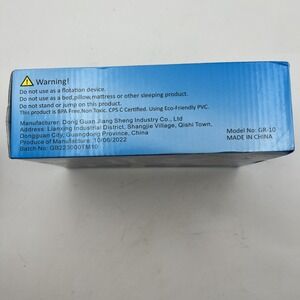 Warning!
Do not use as a flotation device.
Do not use as a bed,pillow,mattress or other sleeping product.
Do not stand or jump on this product.
This product is BPA Free,Non Toxic. CPS C Certified. Using Eco-Friendly PVC.
Manufacturer: Dong Guan Jiang Sheng Industry Co., Ltd
Address: Lianxing Industrial District, Shangjie Village, Qishi Town,
Dongguan City, Guangdong Province, China
Produce of Manufacture: 10/06/2022
Batch No: GB223000TM10
Model No: GR-10
MADE IN CHINA